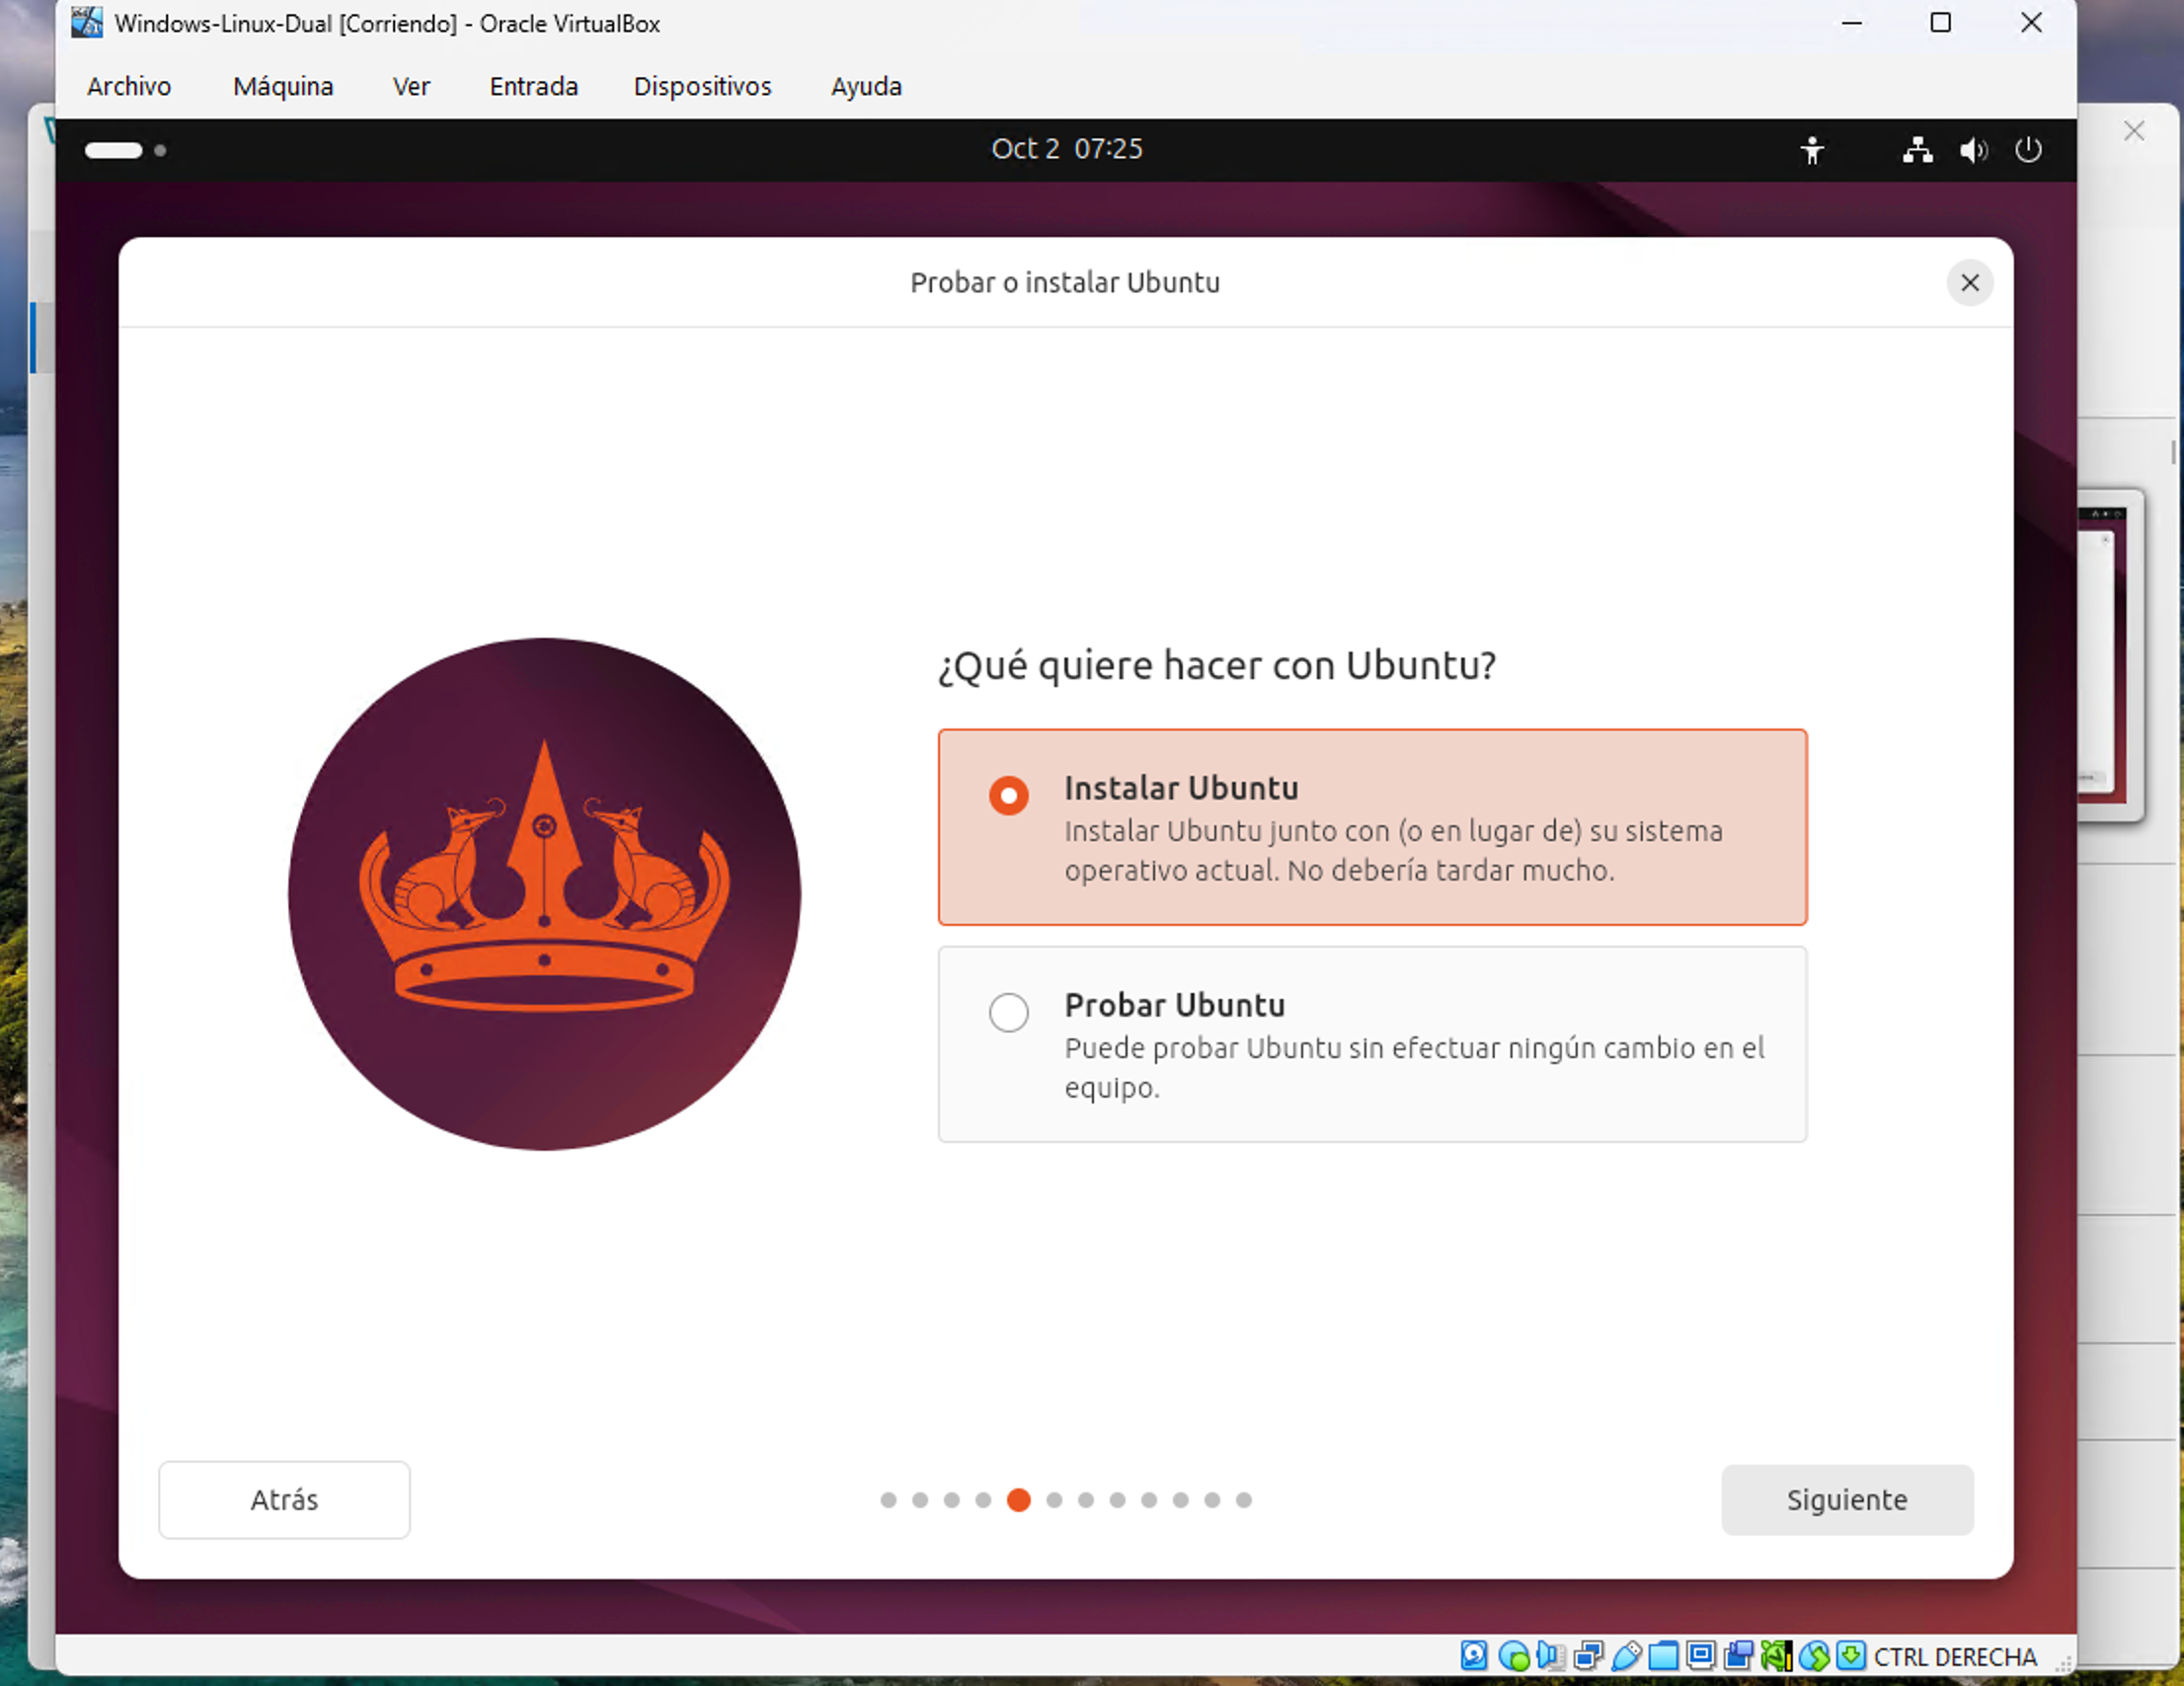 Windows-Linux-Dual [Corriendo] - Oracle VirtualBox
Archivo Máquina Ver Entrada Dispositivos Ayuda
Oct 2 07:25
Probar o instalar Ubuntu
¿Qué quiere hacer con Ubuntu?
Instalar Ubuntu
Instalar Ubuntu junto con (o en lugar de) su sistema
operativo actual. No debería tardar mucho.
Probar Ubuntu
Puede probar Ubuntu sin efectuar ningún cambio en el
equipo.
Atrás
Siguiente
CTRL DERECHA